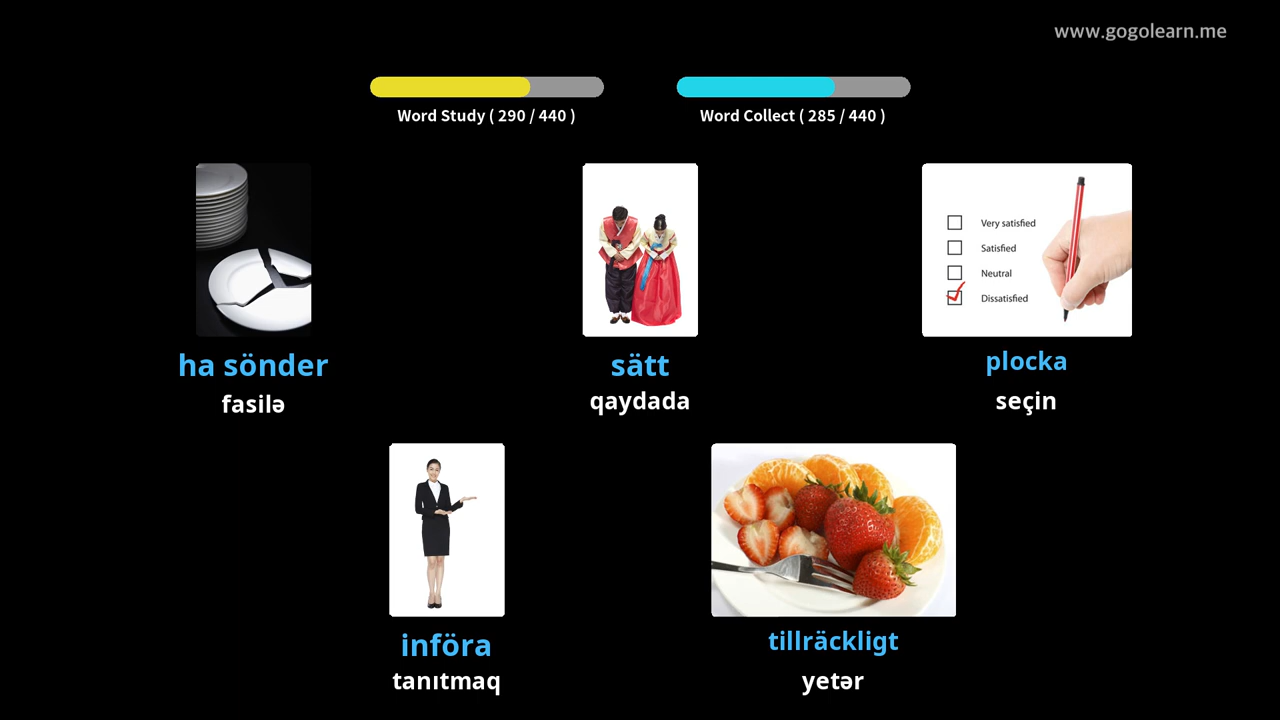 www.gogolearn.me
Word Study ( 290 / 440 )
Word Collect ( 285 / 440 )
Very satisfied
Satisfied
Neutral
Dissatisfied
ha sönder
fasilə
sätt
qaydada
plocka
seçin
införa
tanıtmaq
tillräckligt
yetər